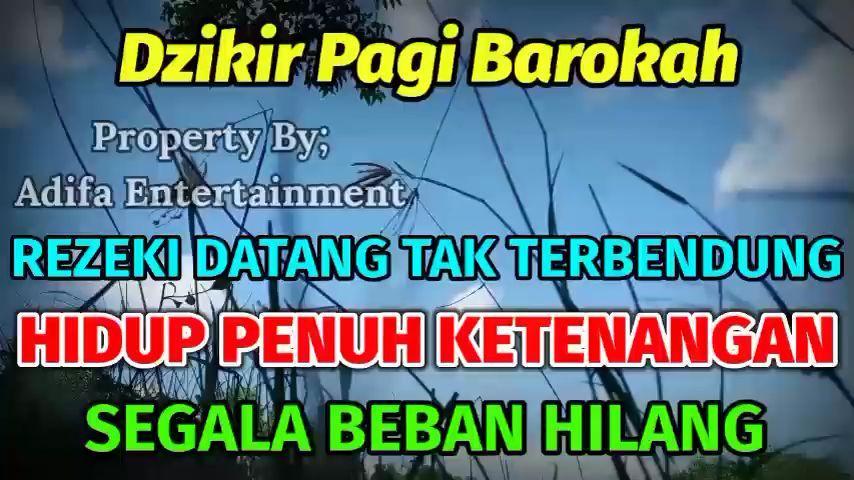 Dzikir Pagi Barokah
Property By;
Adifa Entertainment
REZEKI DATANG TAK TERBENDUNG
HIDUP PENUH KETENANGAN
SEGALA BEBAN HILANG